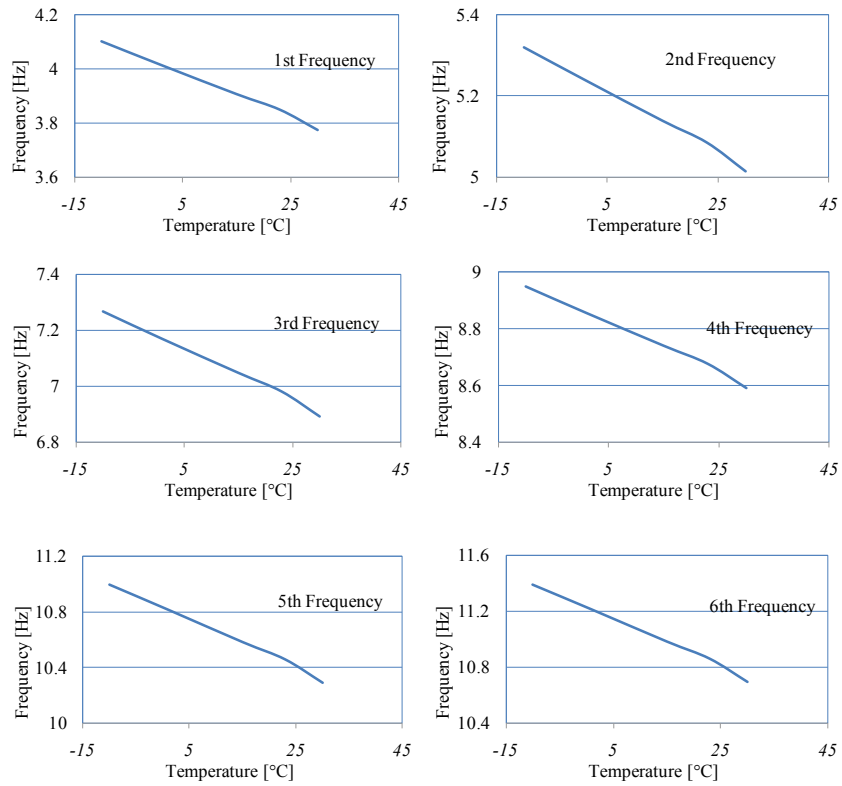 4.2
4
3.8
3.6
Frequency [Hz]
1st Frequency
-15
5
25
45
Temperature [°C]
5.4
5.2
5
Frequency [Hz]
2nd Frequency
-15
5
25
45
Temperature [°C]
7.4
7.2
7
6.8
Frequency [Hz]
3rd Frequency
-15
5
25
45
Temperature [°C]
9
8.8
8.6
8.4
Frequency [Hz]
4th Frequency
-15
5
25
45
Temperature [°C]
11.2
10.8
10.4
10
Frequency [Hz]
5th Frequency
-15
5
25
45
Temperature [°C]
11.6
11.2
10.8
10.4
Frequency [Hz]
6th Frequency
-15
5
25
45
Temperature [°C]